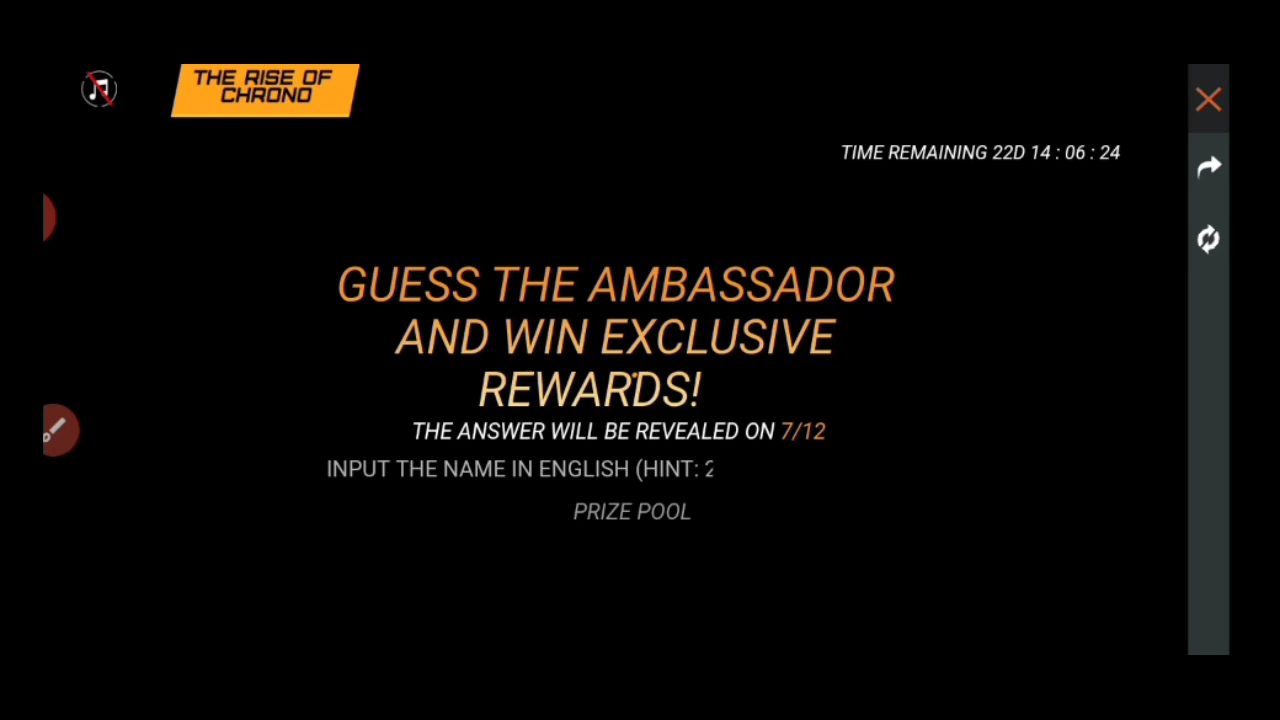 THE RISE OF
CHRONO
TIME REMAINING 22D 14 : 06 : 24
GUESS THE AMBASSADOR
AND WIN EXCLUSIVE
REWARDS!
THE ANSWER WILL BE REVEALED ON 7/12
INPUT THE NAME IN ENGLISH (HINT: 2
PRIZE POOL